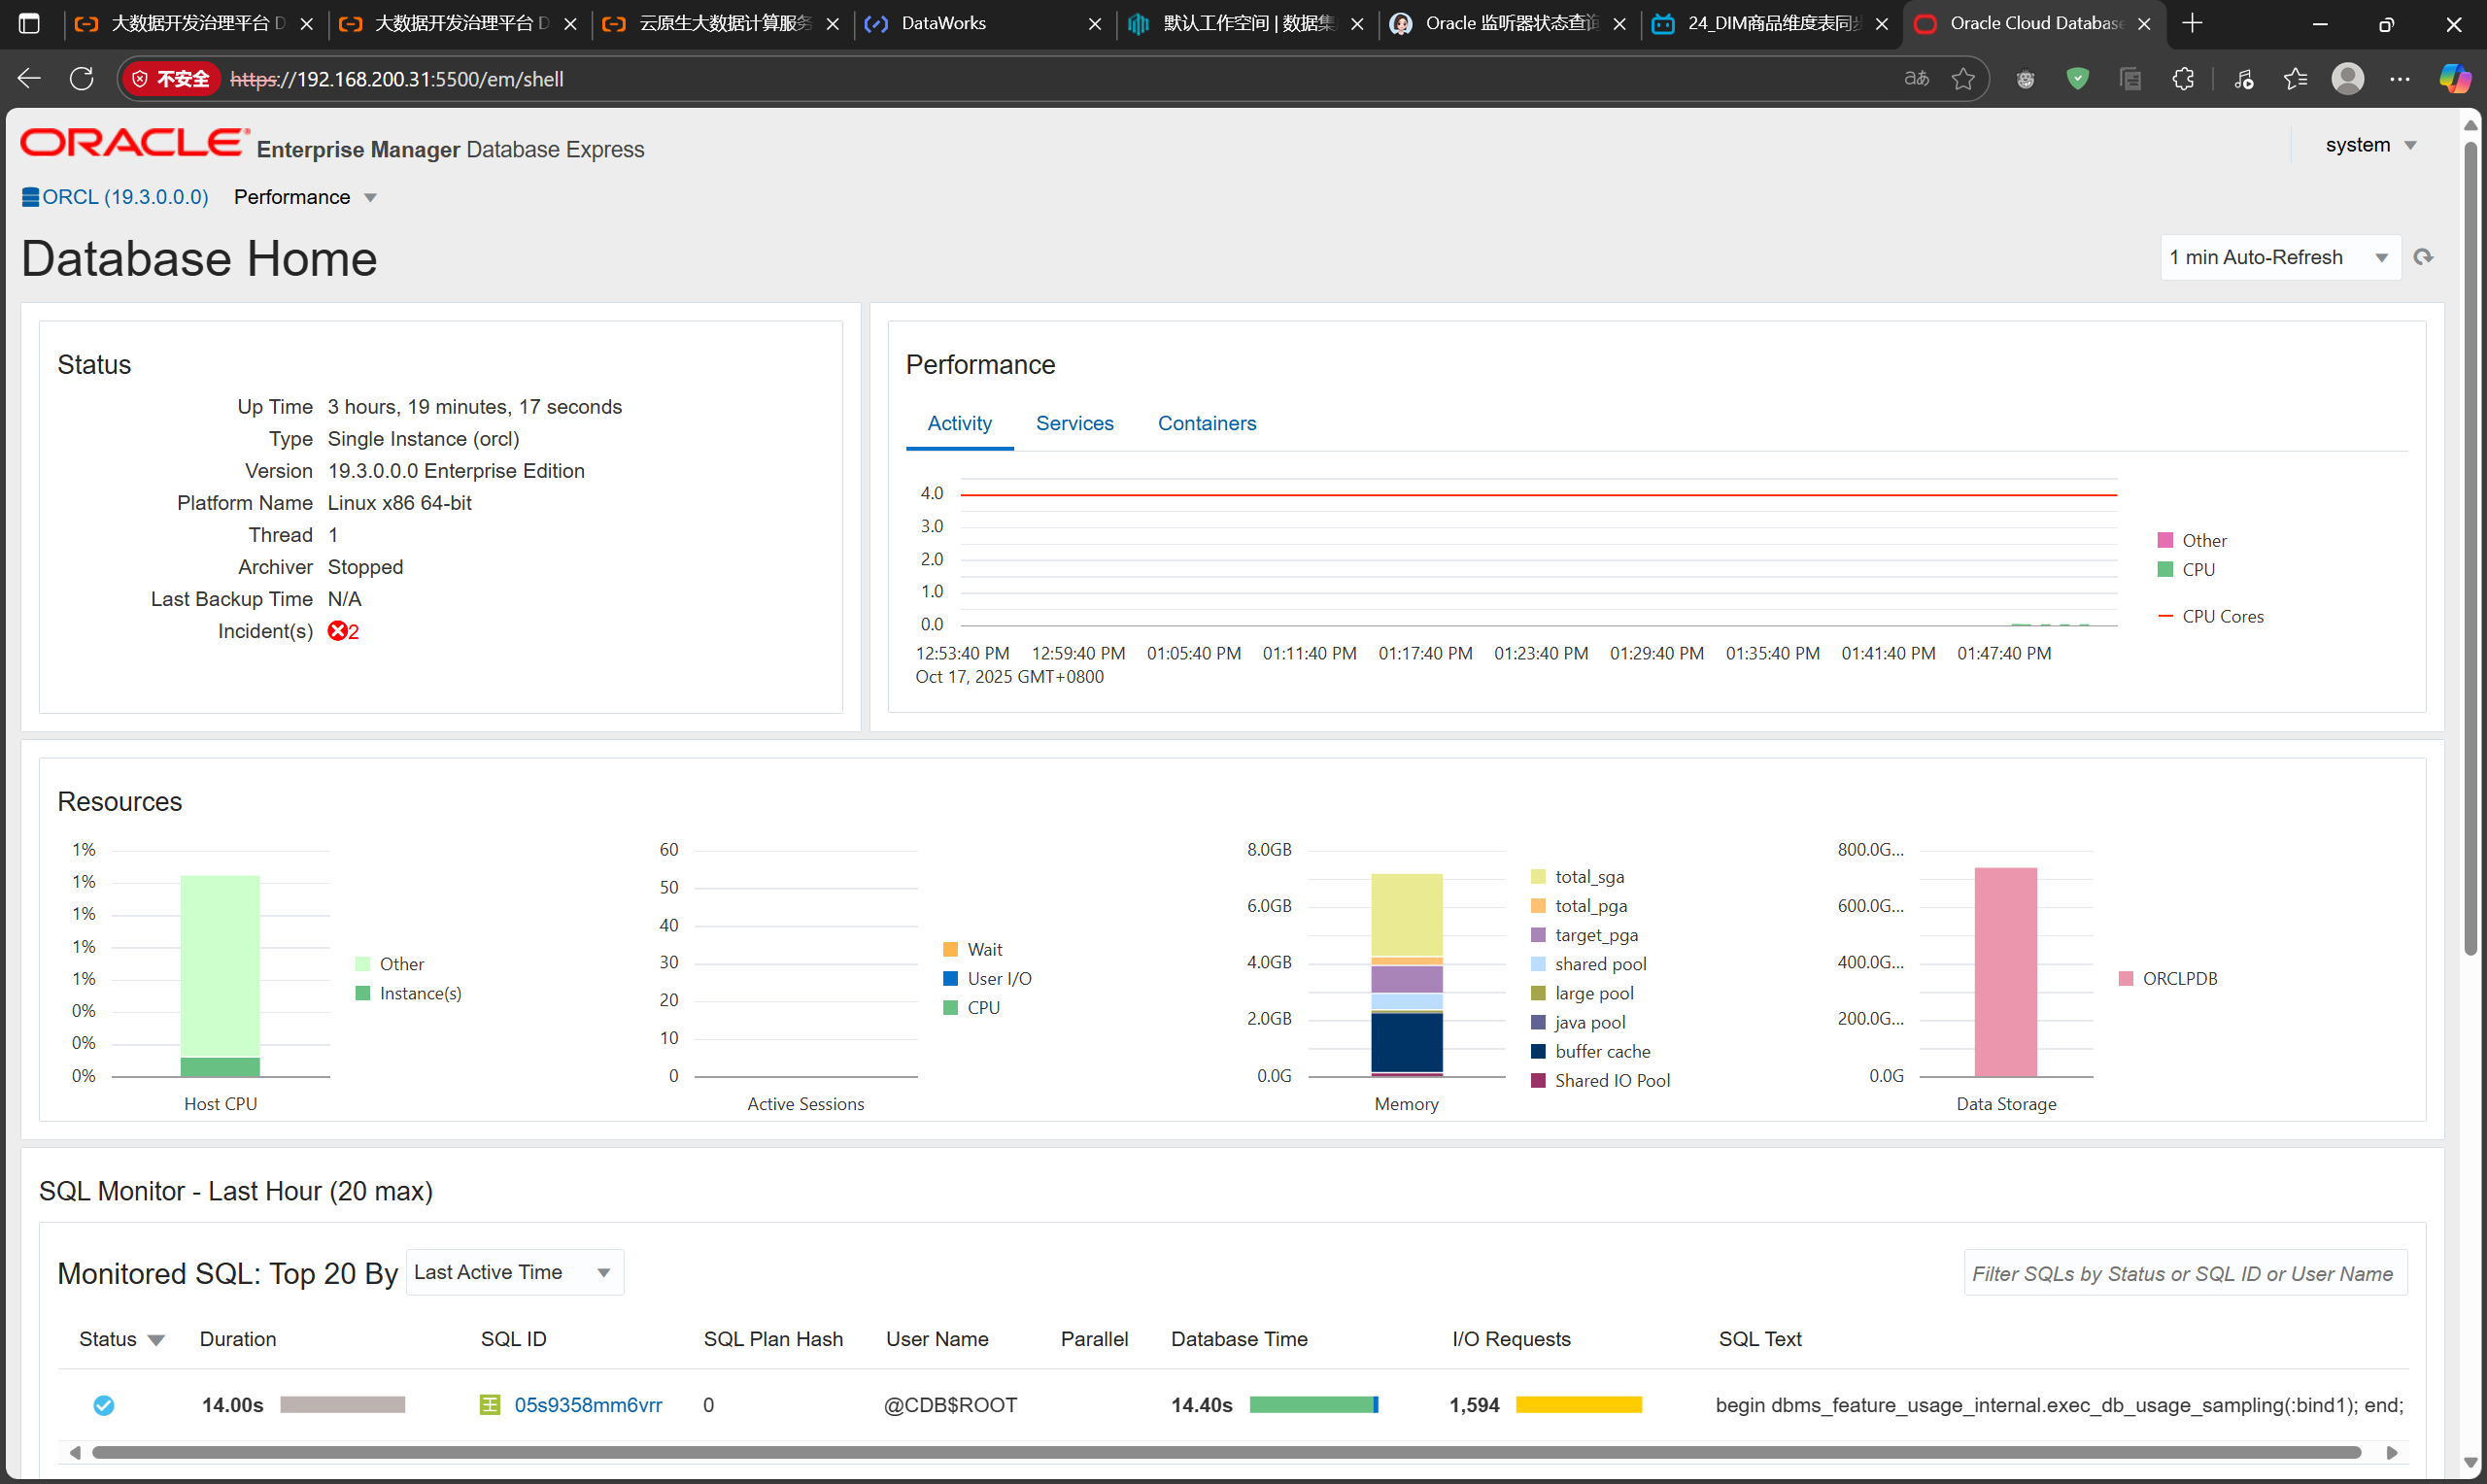 大数据开发治理平台 D
大数据开发治理平台 D
云原生大数据计算服务
DataWorks
默认工作空间 | 数据集
Oracle 监听器状态查询
24_DIM商品维度表同步
Oracle Cloud Database
不安全 https://192.168.200.31:5500/em/shell
ORACLE Enterprise Manager Database Express
system
ORCL (19.3.0.0.0) Performance
Database Home
1 min Auto-Refresh
Status
Up Time 3 hours, 19 minutes, 17 seconds
Type Single Instance (orcl)
Version 19.3.0.0.0 Enterprise Edition
Platform Name Linux x86 64-bit
Thread 1
Archiver Stopped
Last Backup Time N/A
Incident(s) 2
Performance
Activity Services Containers
4.0
3.0
2.0
1.0
0.0
12:53:40 PM 12:59:40 PM 01:05:40 PM 01:11:40 PM 01:17:40 PM 01:23:40 PM 01:29:40 PM 01:35:40 PM 01:41:40 PM 01:47:40 PM
Oct 17, 2025 GMT+0800
Other
CPU
CPU Cores
Resources
1%
1%
1%
1%
1%
0%
0%
0%
Host CPU
Other
Instance(s)
60
50
40
30
20
10
0
Active Sessions
Wait
User I/O
CPU
8.0GB
6.0GB
4.0GB
2.0GB
0.0G
Memory
total_sga
total_pga
target_pga
shared pool
large pool
java pool
buffer cache
Shared IO Pool
800.0G...
600.0G...
400.0G...
200.0G...
0.0G
Data Storage
ORCLPDB
SQL Monitor - Last Hour (20 max)
Monitored SQL: Top 20 By Last Active Time
Filter SQLs by Status or SQL ID or User Name
Status Duration SQL ID SQL Plan Hash User Name Parallel Database Time I/O Requests SQL Text
14.00s 05s9358mm6vrr 0 @CDB$ROOT 14.40s 1,594 begin dbms_feature_usage_internal.exec_db_usage_sampling(:bind1); end;